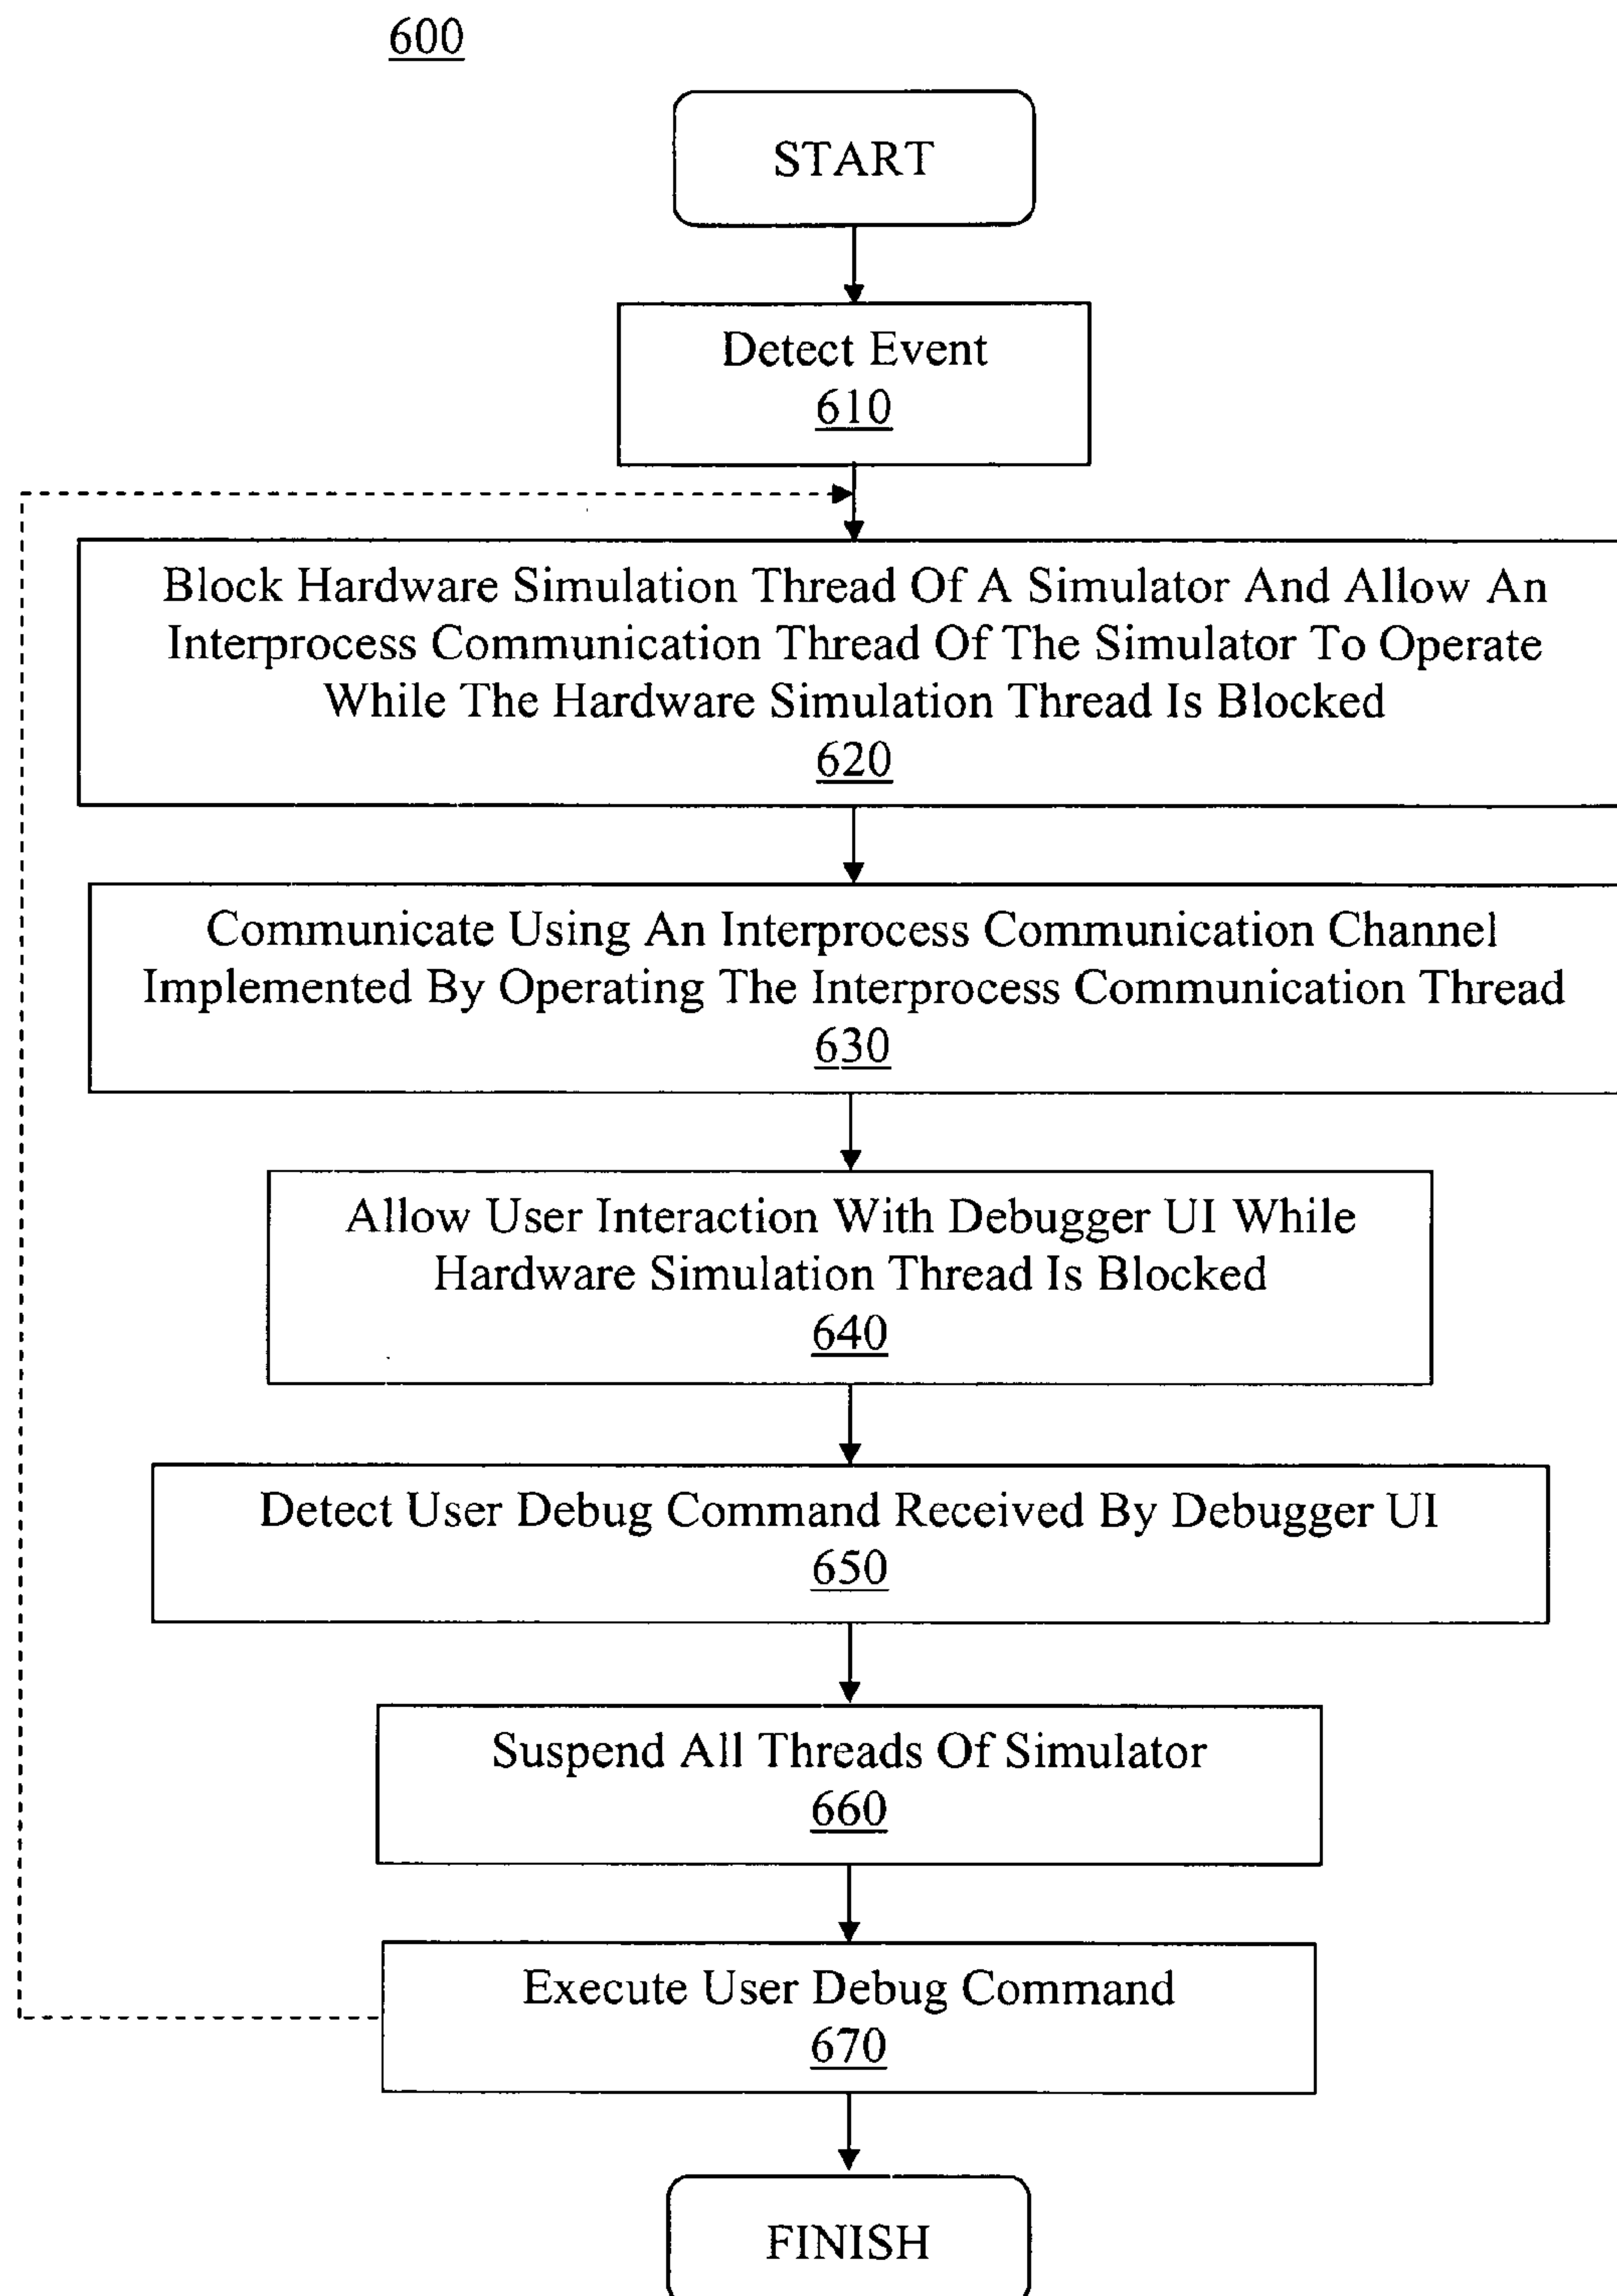 600
START
Detect Event
610
Block Hardware Simulation Thread Of A Simulator And Allow An
Interprocess Communication Thread Of The Simulator To Operate
While The Hardware Simulation Thread Is Blocked
620
Communicate Using An Interprocess Communication Channel
Implemented By Operating The Interprocess Communication Thread
630
Allow User Interaction With Debugger UI While
Hardware Simulation Thread Is Blocked
640
Detect User Debug Command Received By Debugger UI
650
Suspend All Threads Of Simulator
660
Execute User Debug Command
670
FINISH